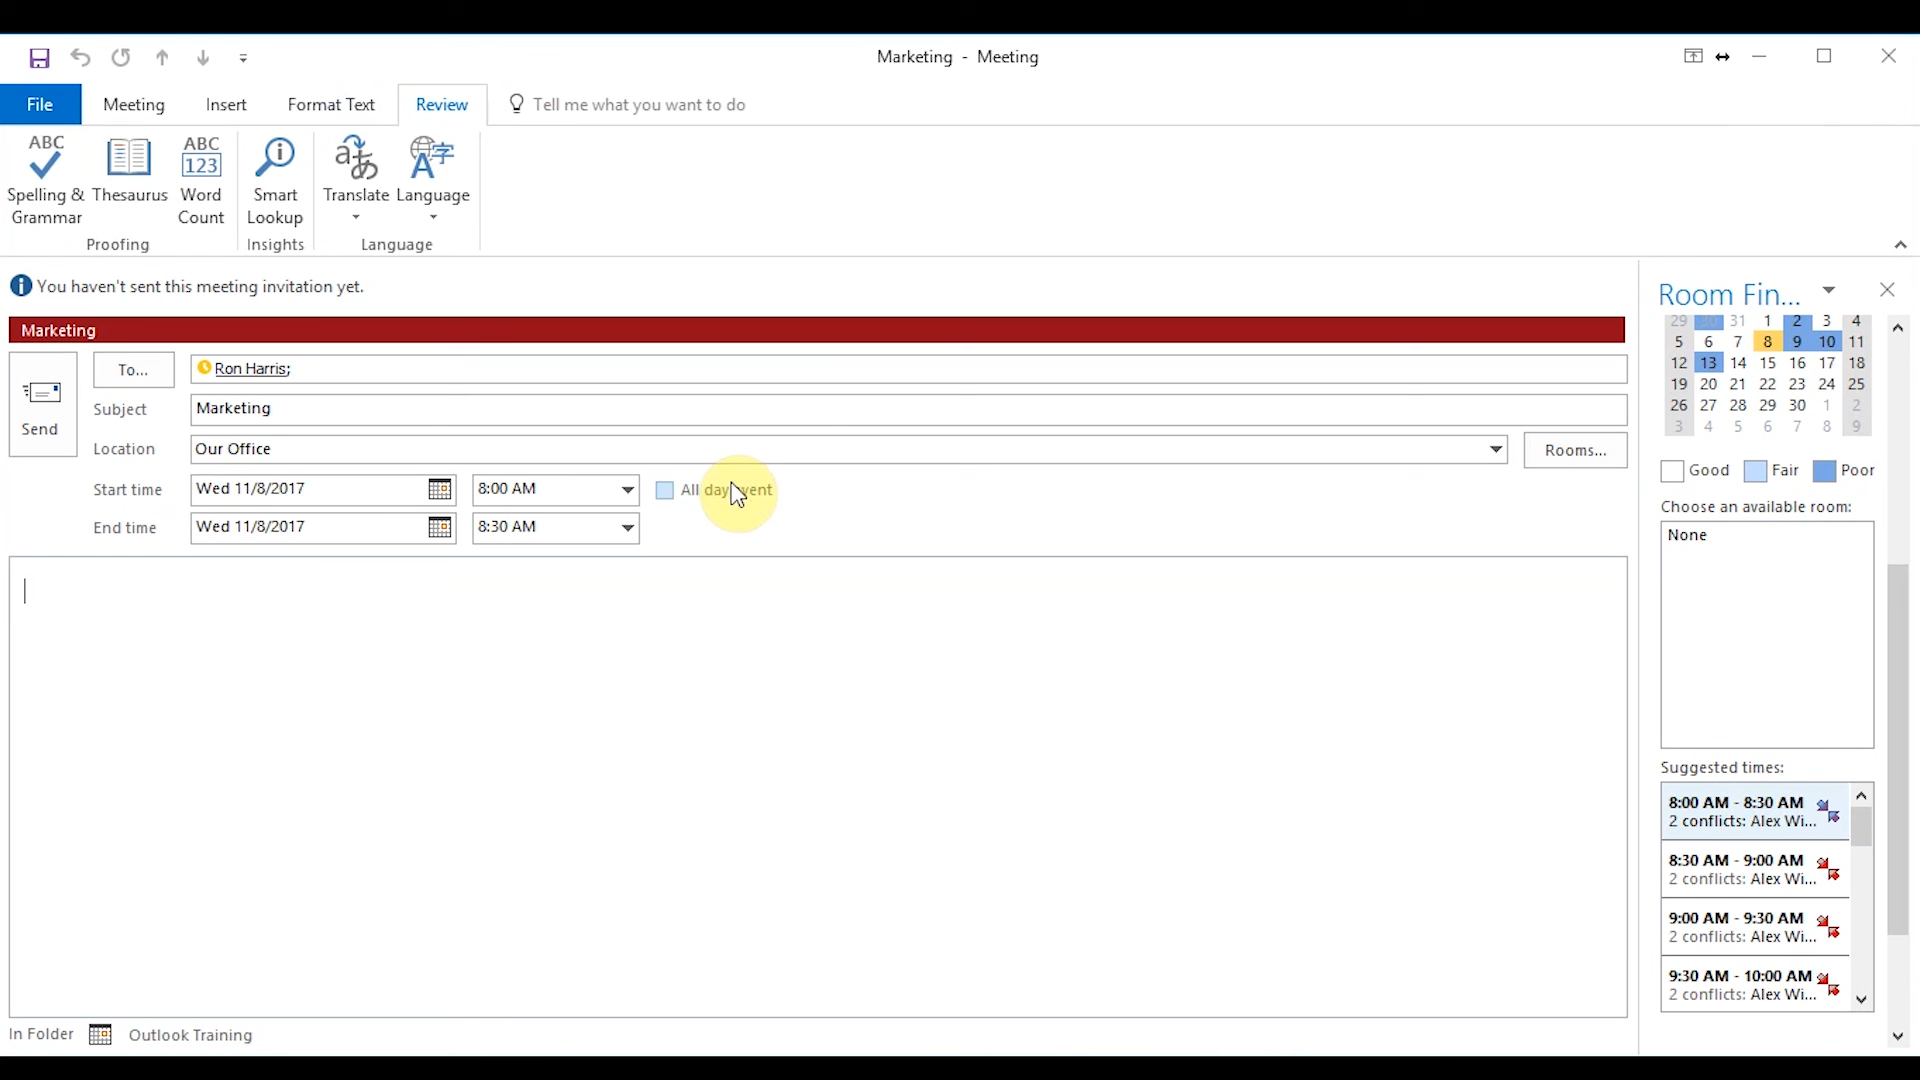 Marketing - Meeting
File Meeting Insert Format Text Review Tell me what you want to do
ABC ABC
123
Spelling & Thesaurus Word Smart Translate Language
Grammar Count Lookup
Proofing Insights Language
You haven't sent this meeting invitation yet.
Marketing
To... Ron Harris;
Subject Marketing
Send
Location Our Office Rooms...
Start time Wed 11/8/2017 8:00 AM All day event
End time Wed 11/8/2017 8:30 AM
In Folder Outlook Training
Room Fin...
29 30 31 1 2 3 4
5 6 7 8 9 10 11
12 13 14 15 16 17 18
19 20 21 22 23 24 25
26 27 28 29 30 1 2
3 4 5 6 7 8 9
Good Fair Poor
Choose an available room:
None
Suggested times:
8:00 AM - 8:30 AM
2 conflicts: Alex Wi...
8:30 AM - 9:00 AM
2 conflicts: Alex Wi...
9:00 AM - 9:30 AM
2 conflicts: Alex Wi...
9:30 AM - 10:00 AM
2 conflicts: Alex Wi...